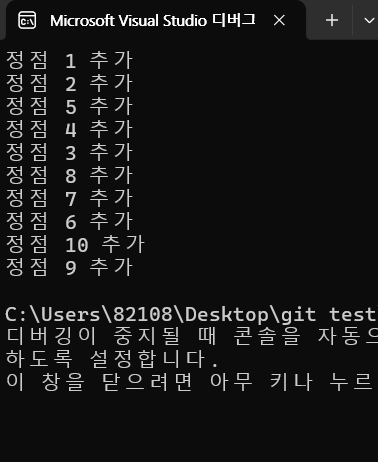 Microsoft Visual Studio 디버그
정점 1 추가
정점 2 추가
정점 5 추가
정점 4 추가
정점 3 추가
정점 8 추가
정점 7 추가
정점 6 추가
정점 10 추가
정점 9 추가
C:\Users\82108\Desktop\git test
디버깅이 중지될 때 콘솔을 자동으
하도록 설정합니다.
이 창을 닫으려면 아무 키나 누르